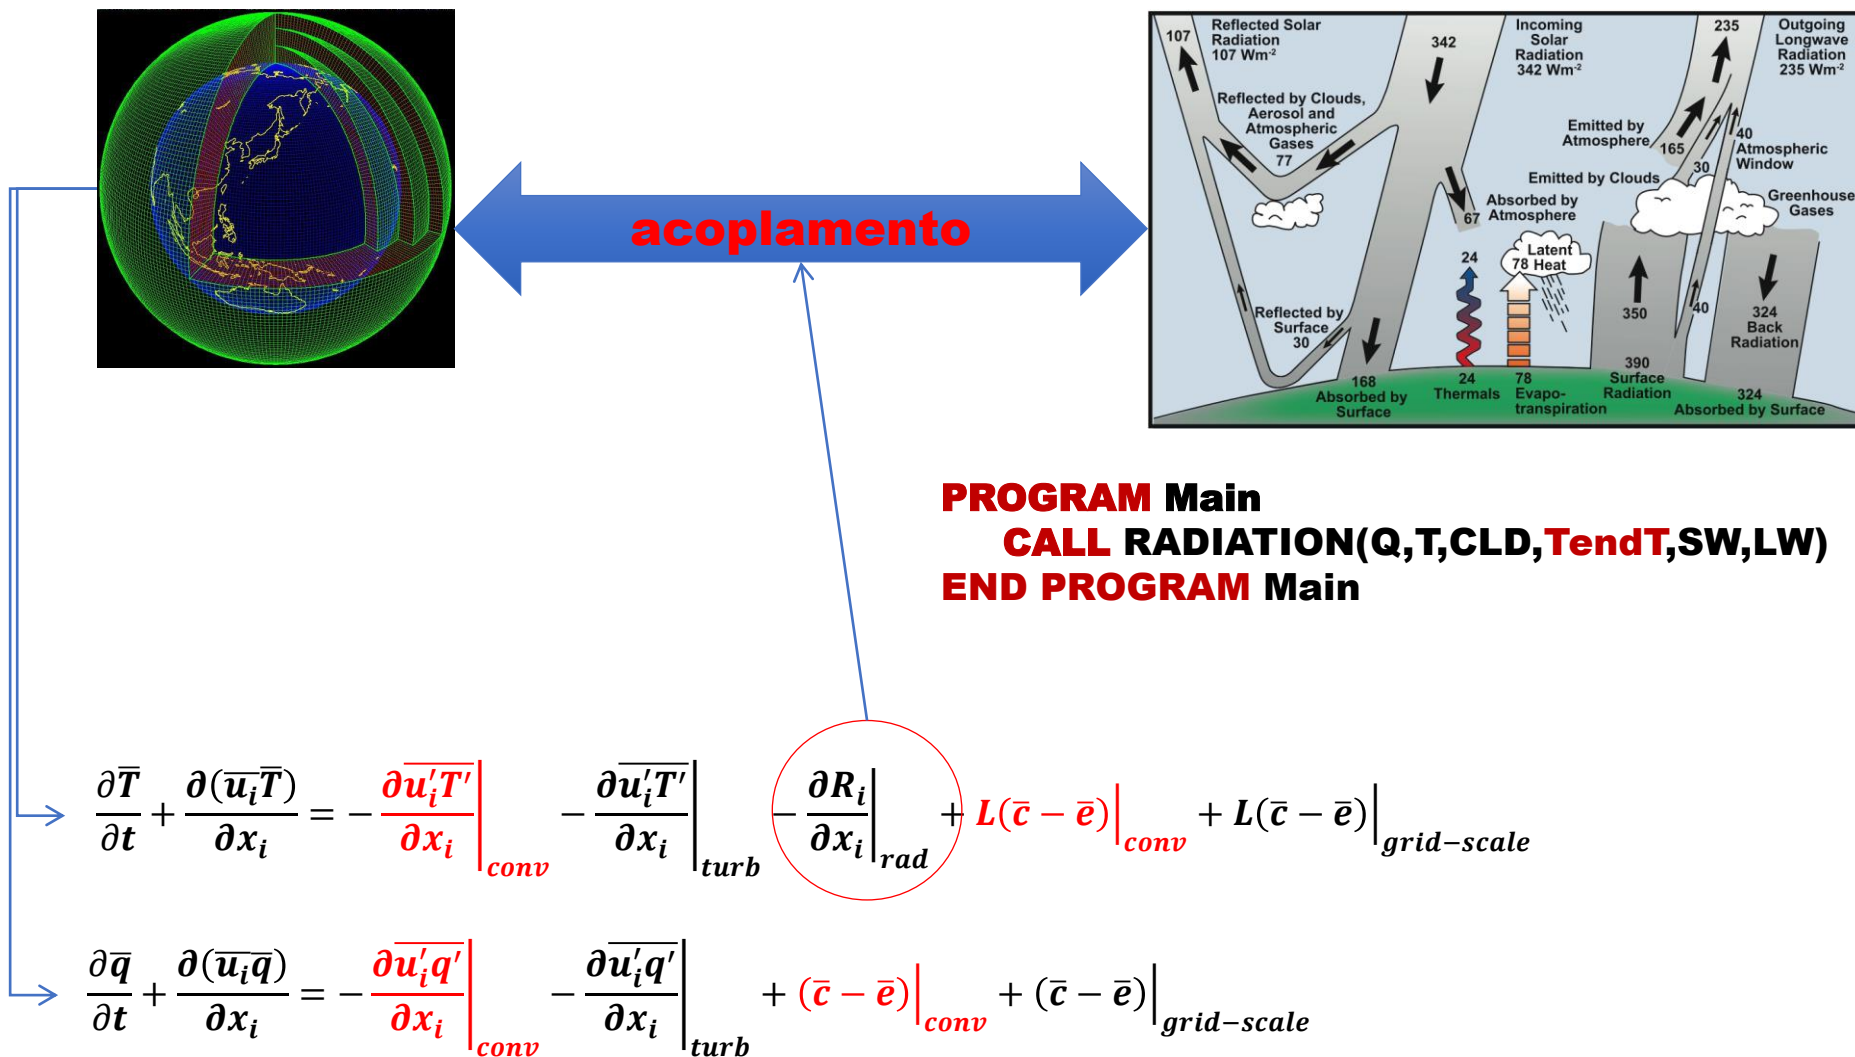 acoplamento
107
Reflected Solar
Radiation
107 Wm-2
342
Incoming
Solar
Radiation
342 Wm-2
235
Outgoing
Longwave
Radiation
235 Wm-2
Reflected by Clouds,
Aerosol and
Atmospheric
Gases
77
Emitted by
Atmosphere
165
40
Atmospheric
Window
30
Emitted by Clouds
Greenhouse
Gases
Absorbed by
Atmosphere
67
24
Latent
78 Heat
Reflected by
Surface
30
350
40
324
Back
Radiation
168
Absorbed by
Surface
24
Thermals
78
Evapo-
transpiration
390
Surface
Radiation
324
Absorbed by Surface
PROGRAM Main
CALL RADIATION(Q,T,CLD,TendT,SW,LW)
END PROGRAM Main
∂T̅/∂t + ∂(u̅ᵢT̅)/∂xᵢ = − ∂u′ᵢT′/∂xᵢ|conv − ∂u′ᵢT′/∂xᵢ|turb − ∂Rᵢ/∂xᵢ|rad + L(c̅ − e̅)|conv + L(c̅ − e̅)|grid−scale
∂q̅/∂t + ∂(u̅ᵢq̅)/∂xᵢ = − ∂u′ᵢq′/∂xᵢ|conv − ∂u′ᵢq′/∂xᵢ|turb + (c̅ − e̅)|conv + (c̅ − e̅)|grid−scale